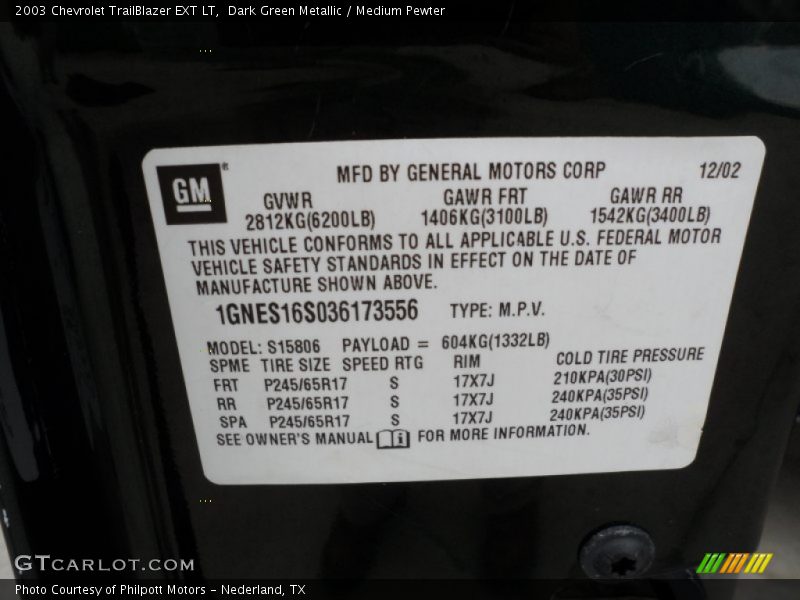 2003 Chevrolet TrailBlazer EXT LT, Dark Green Metallic / Medium Pewter
GM®
MFD BY GENERAL MOTORS CORP 12/02
GVWR GAWR FRT GAWR RR
2812KG(6200LB) 1406KG(3100LB) 1542KG(3400LB)
THIS VEHICLE CONFORMS TO ALL APPLICABLE U.S. FEDERAL MOTOR
VEHICLE SAFETY STANDARDS IN EFFECT ON THE DATE OF
MANUFACTURE SHOWN ABOVE.
1GNES16S036173556 TYPE: M.P.V.
MODEL: S15806 PAYLOAD = 604KG(1332LB)
SPME TIRE SIZE SPEED RTG RIM COLD TIRE PRESSURE
FRT P245/65R17 S 17X7J 210KPA(30PSI)
RR P245/65R17 S 17X7J 240KPA(35PSI)
SPA P245/65R17 S 17X7J 240KPA(35PSI)
SEE OWNER'S MANUAL i FOR MORE INFORMATION.
GTCARLOT.COM
Photo Courtesy of Philpott Motors - Nederland, TX